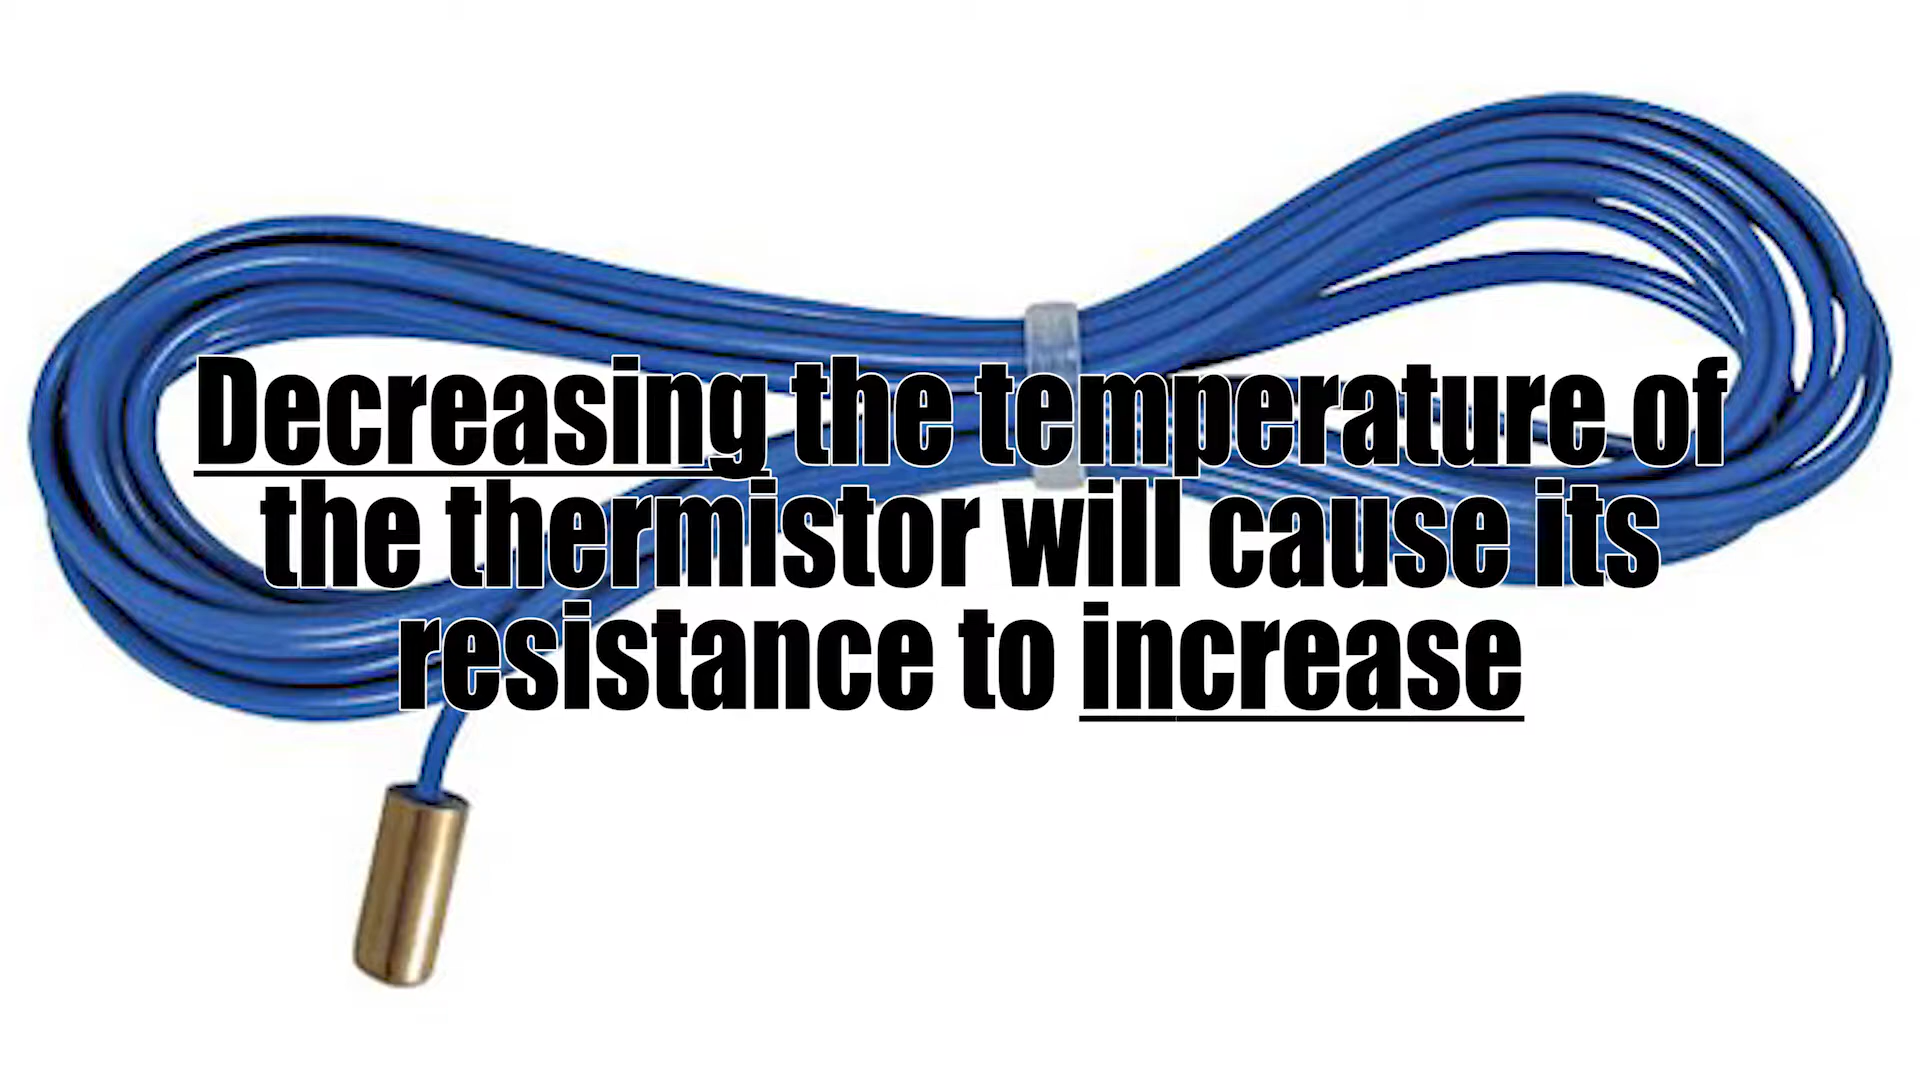 Decreasing the temperature of
the thermistor will cause its
resistance to increase